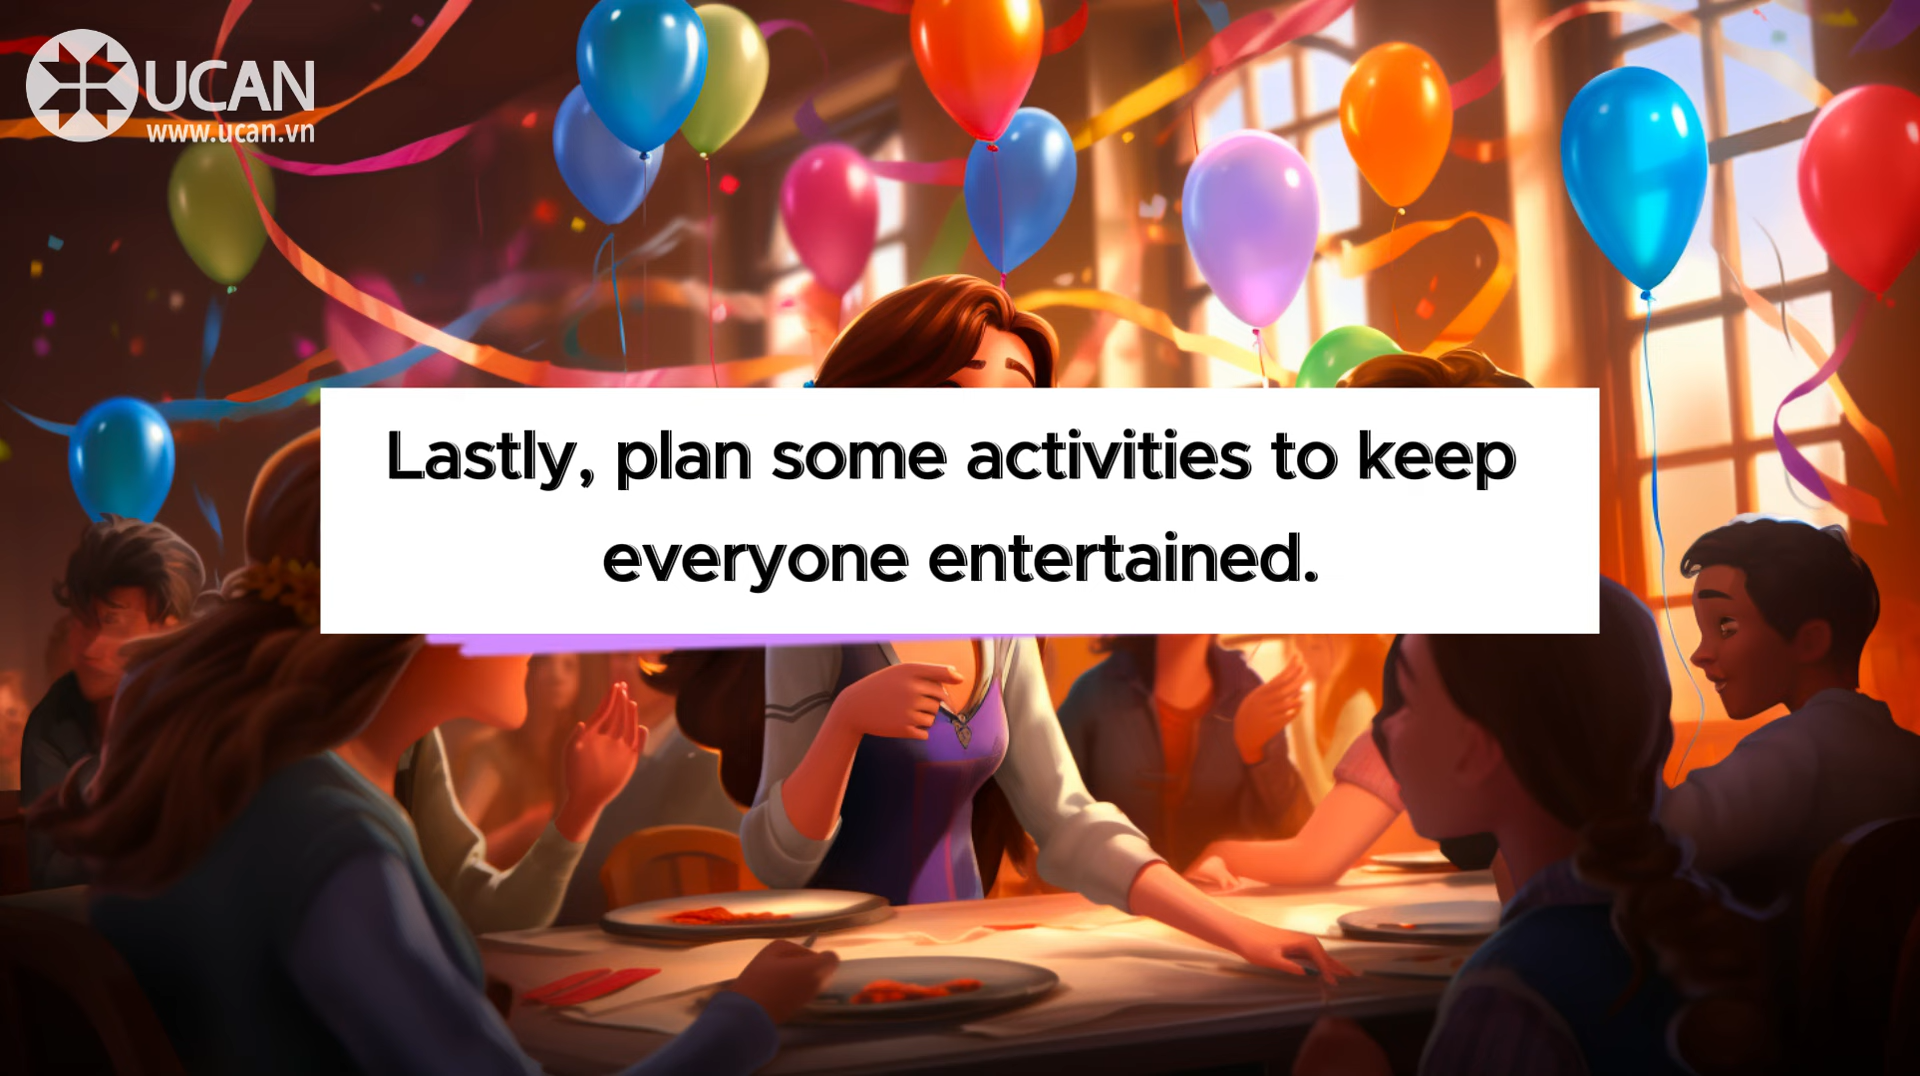 UCAN
www.ucan.vn
Lastly, plan some activities to keep
everyone entertained.